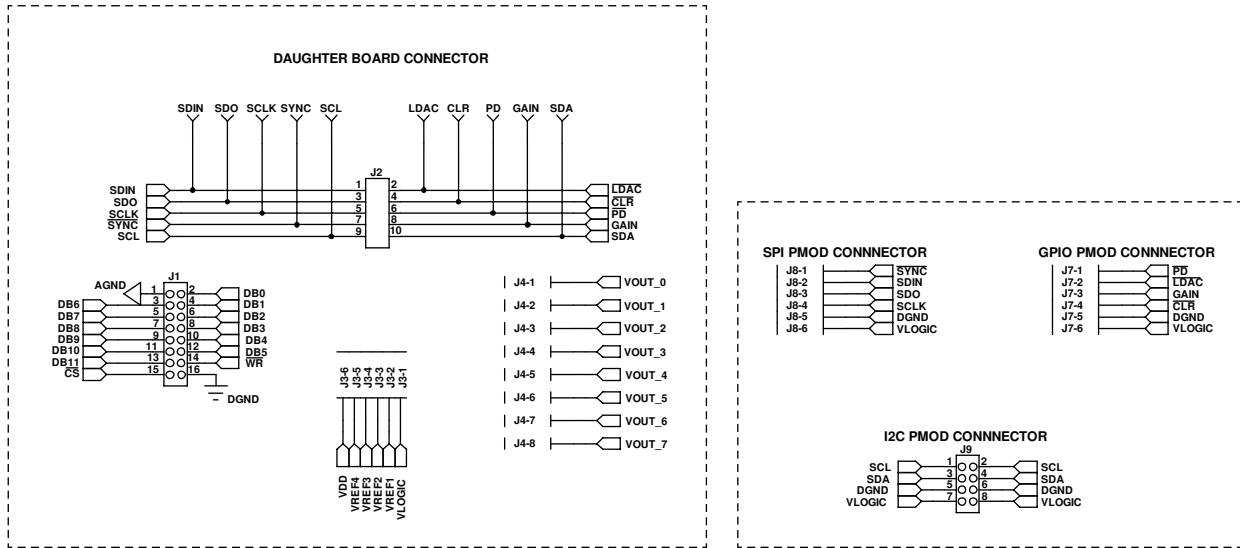 DAUGHTER BOARD CONNECTOR
SDIN SDO SCLK SYNC SCL LDAC CLR PD GAIN SDA
J2
SDIN 1 2 LDAC
SDO 3 4 CLR
SCLK 5 6 PD
SYNC 7 8 GAIN
SCL 9 10 SDA
J1
AGND 1 2 DB0
DB6 3 4 DB1
DB7 5 6 DB2
DB8 7 8 DB3
DB9 9 10 DB4
DB10 11 12 DB5
DB11 13 14 WR
CS 15 16
DGND
J3-6 J3-5 J3-4 J3-3 J3-2 J3-1
VDD VREF4 VREF3 VREF2 VREF1 VLOGIC
J4-1 VOUT_0
J4-2 VOUT_1
J4-3 VOUT_2
J4-4 VOUT_3
J4-5 VOUT_4
J4-6 VOUT_5
J4-7 VOUT_6
J4-8 VOUT_7
SPI PMOD CONNNECTOR
J8-1 SYNC
J8-2 SDIN
J8-3 SDO
J8-4 SCLK
J8-5 DGND
J8-6 VLOGIC
GPIO PMOD CONNNECTOR
J7-1 PD
J7-2 LDAC
J7-3 GAIN
J7-4 CLR
J7-5 DGND
J7-6 VLOGIC
I2C PMOD CONNNECTOR
J9
SCL 1 2 SCL
SDA 3 4 SDA
DGND 5 6 DGND
VLOGIC 7 8 VLOGIC